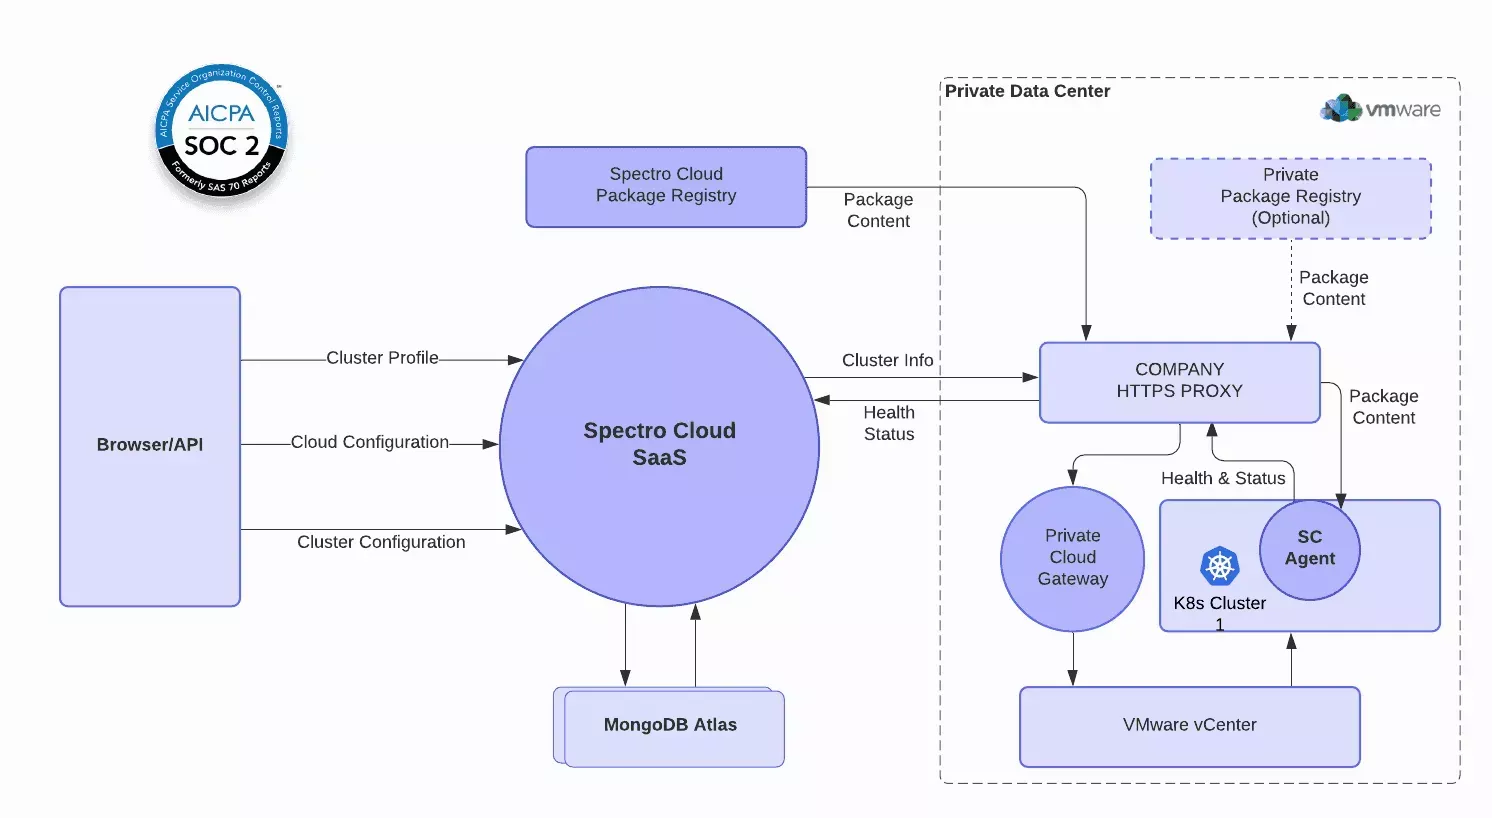 AICPA Service Organization Control Reports
AICPA
SOC 2
Formerly SAS 70 Reports
Private Data Center
vmware
Spectro Cloud
Package Registry
Package
Content
Private
Package Registry
(Optional)
Package
Content
Browser/API
Cluster Profile
Cloud Configuration
Cluster Configuration
Spectro Cloud
SaaS
Cluster Info
Health
Status
COMPANY
HTTPS PROXY
Package
Content
Health & Status
Private
Cloud
Gateway
SC
Agent
K8s Cluster
1
MongoDB Atlas
VMware vCenter